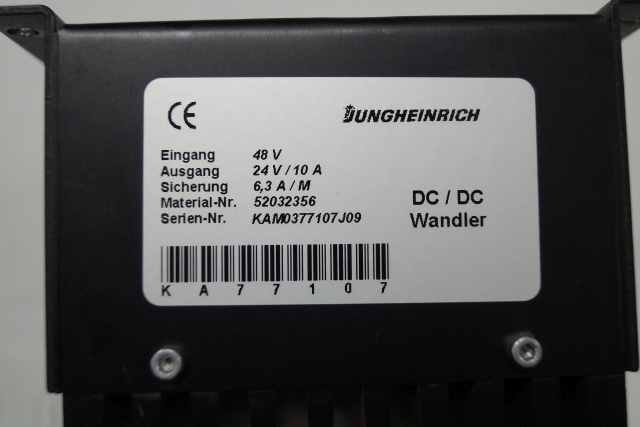 CE
JUNGHEINRICH
Eingang 48 V
Ausgang 24 V / 10 A
Sicherung 6,3 A / M
Material-Nr. 52032356
Serien-Nr. KAM0377107J09
DC / DC
Wandler
K A 7 7 1 0 7